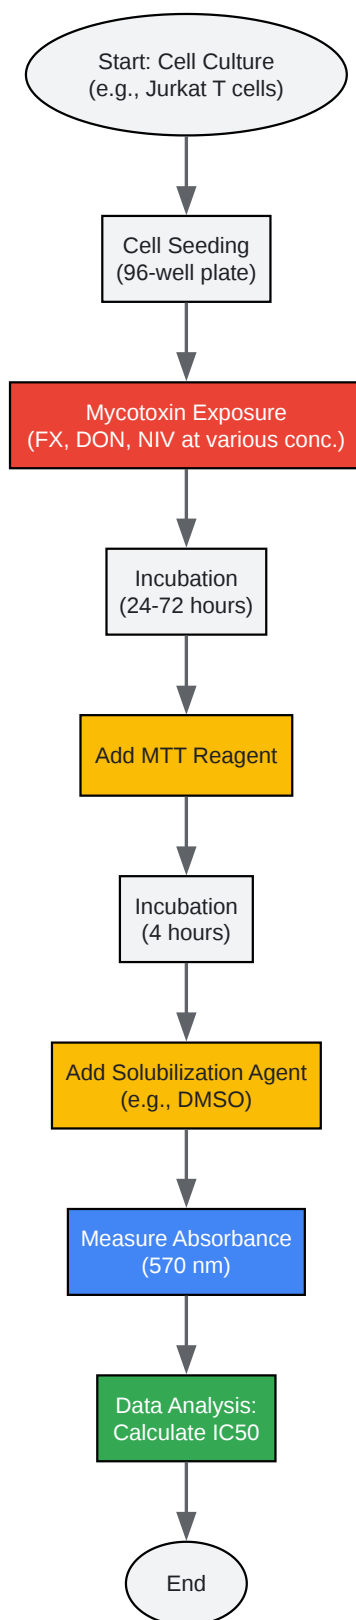 Start: Cell Culture
(e.g., Jurkat T cells)
Cell Seeding
(96-well plate)
Mycotoxin Exposure
(FX, DON, NIV at various conc.)
Incubation
(24-72 hours)
Add MTT Reagent
Incubation
(4 hours)
Add Solubilization Agent
(e.g., DMSO)
Measure Absorbance
(570 nm)
Data Analysis:
Calculate IC50
End